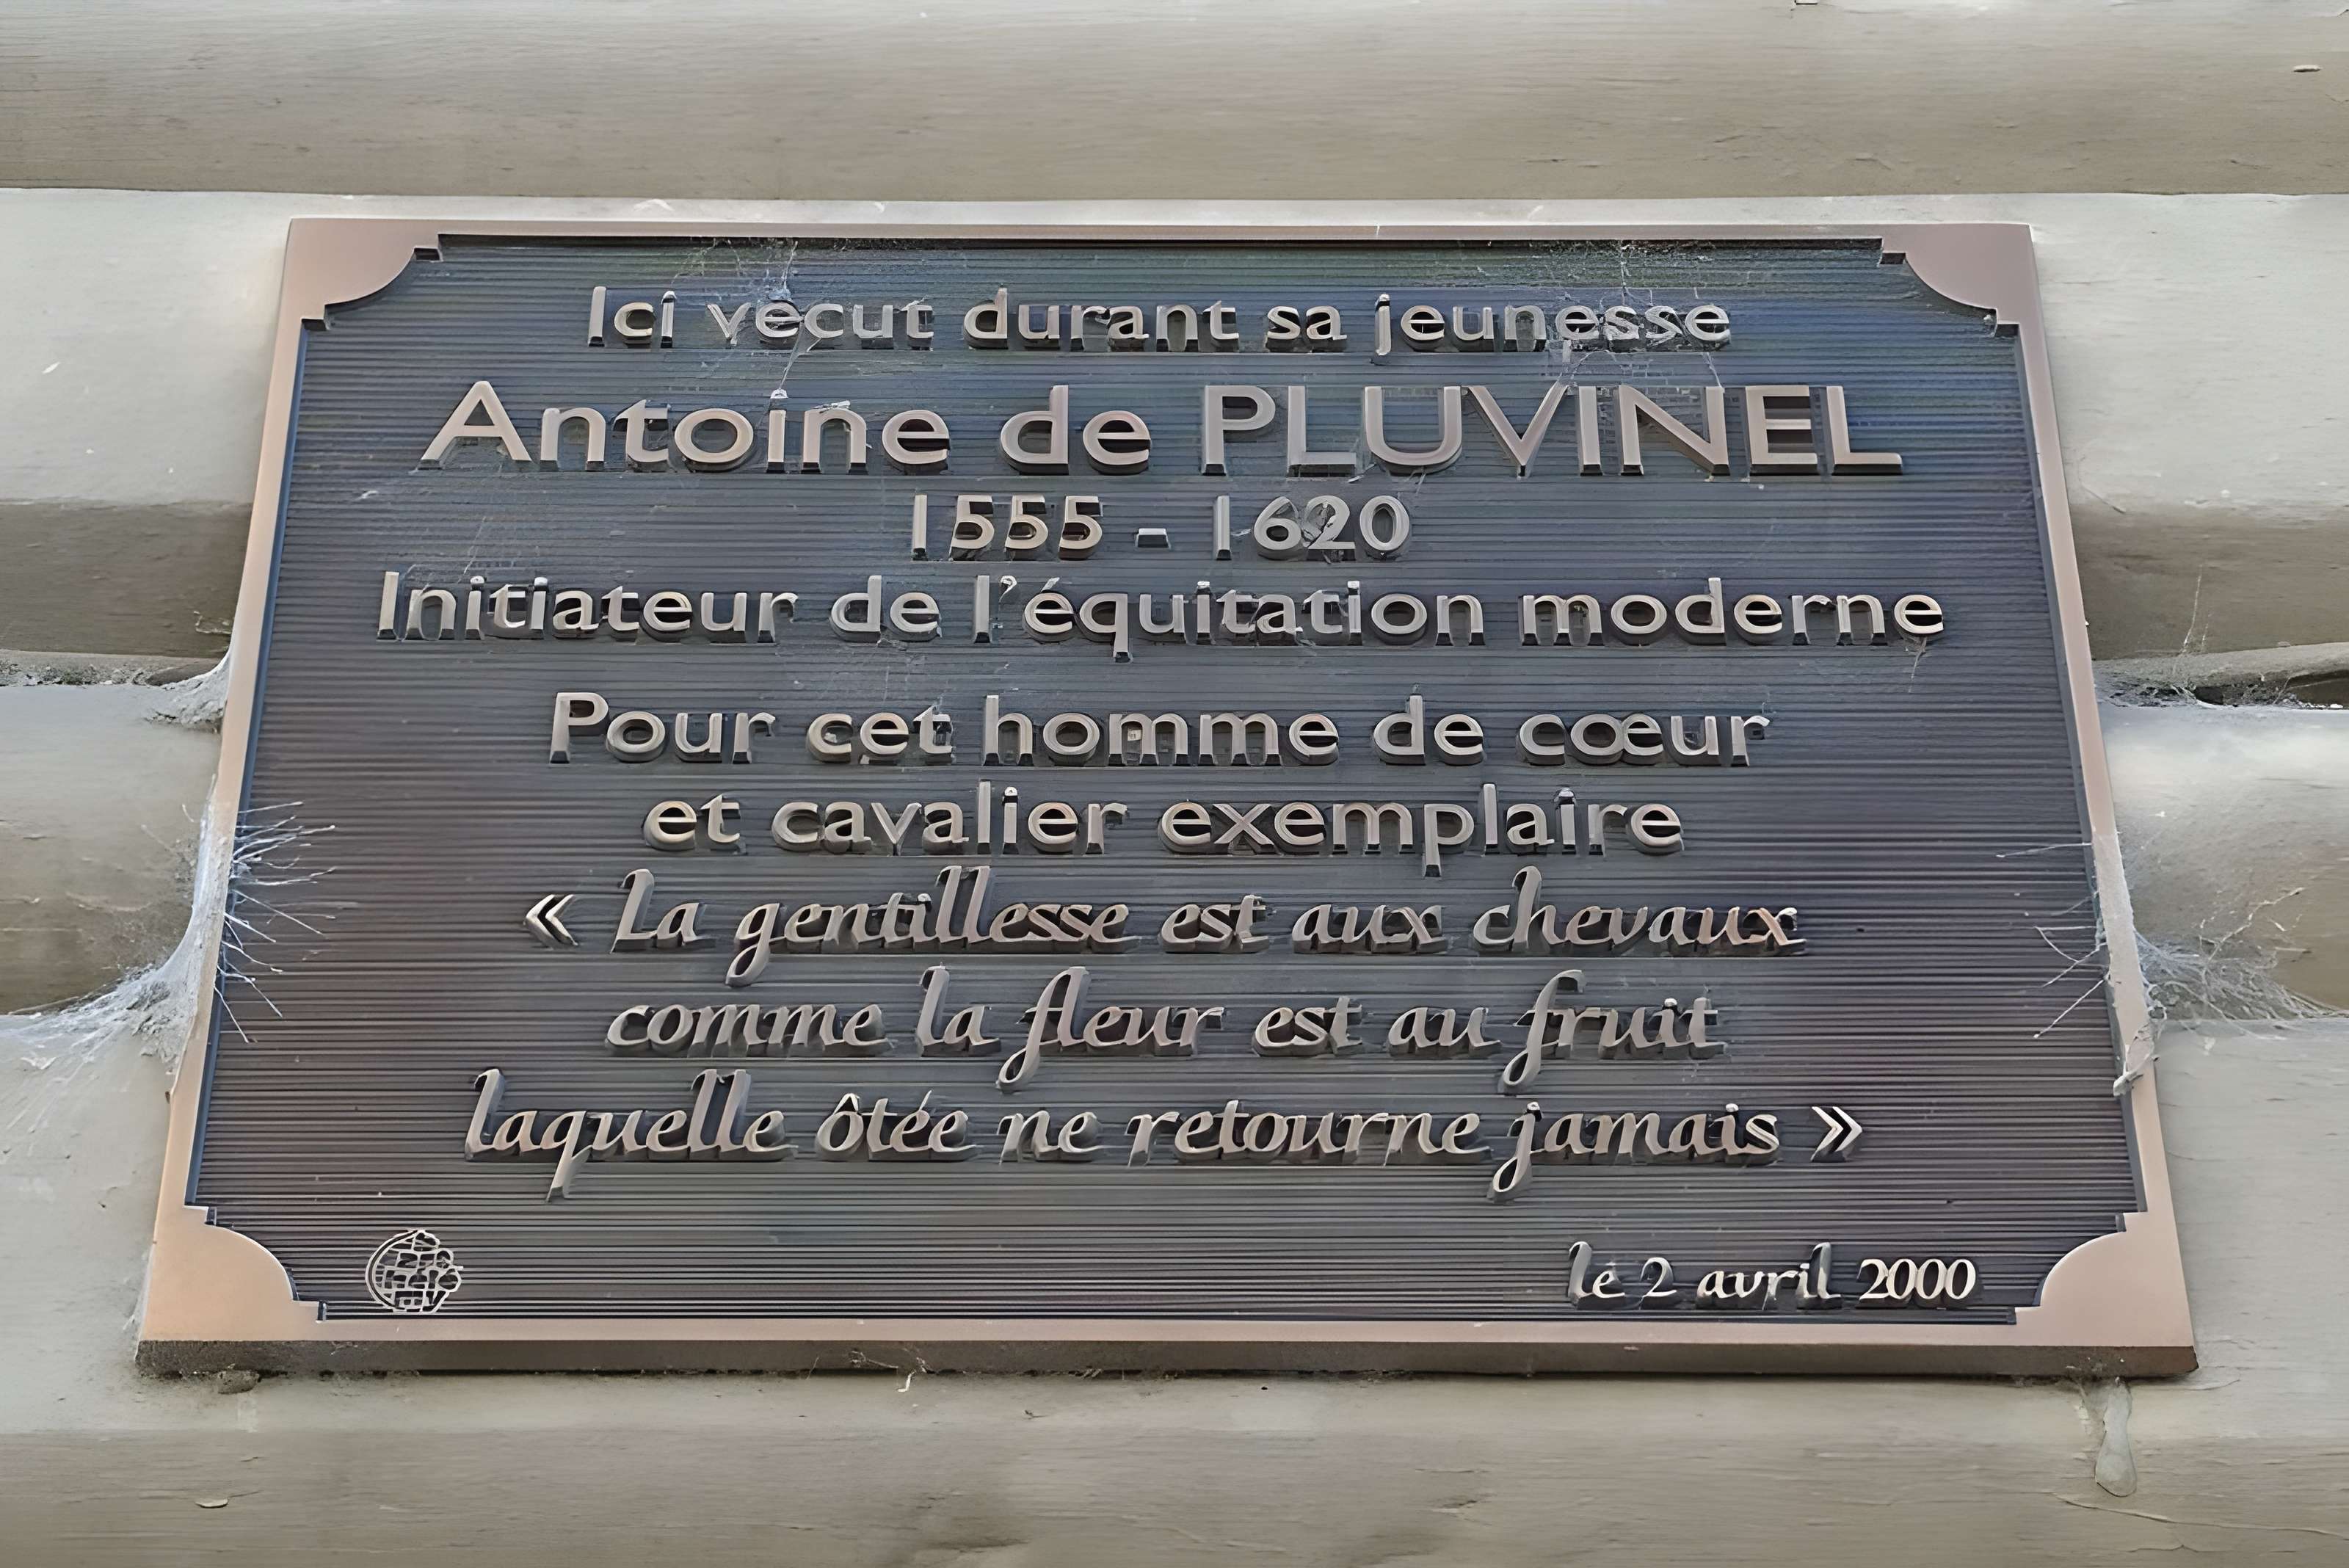 Ici vécut durant sa jeunesse
Antoine de PLUVINEL
1555 - 1620
Initiateur de l'équitation moderne
Pour cet homme de cœur
et cavalier exemplaire
« La gentillesse est aux chevaux
comme la fleur est au fruit
laquelle ôtée ne retourne jamais »
le 2 avril 2000